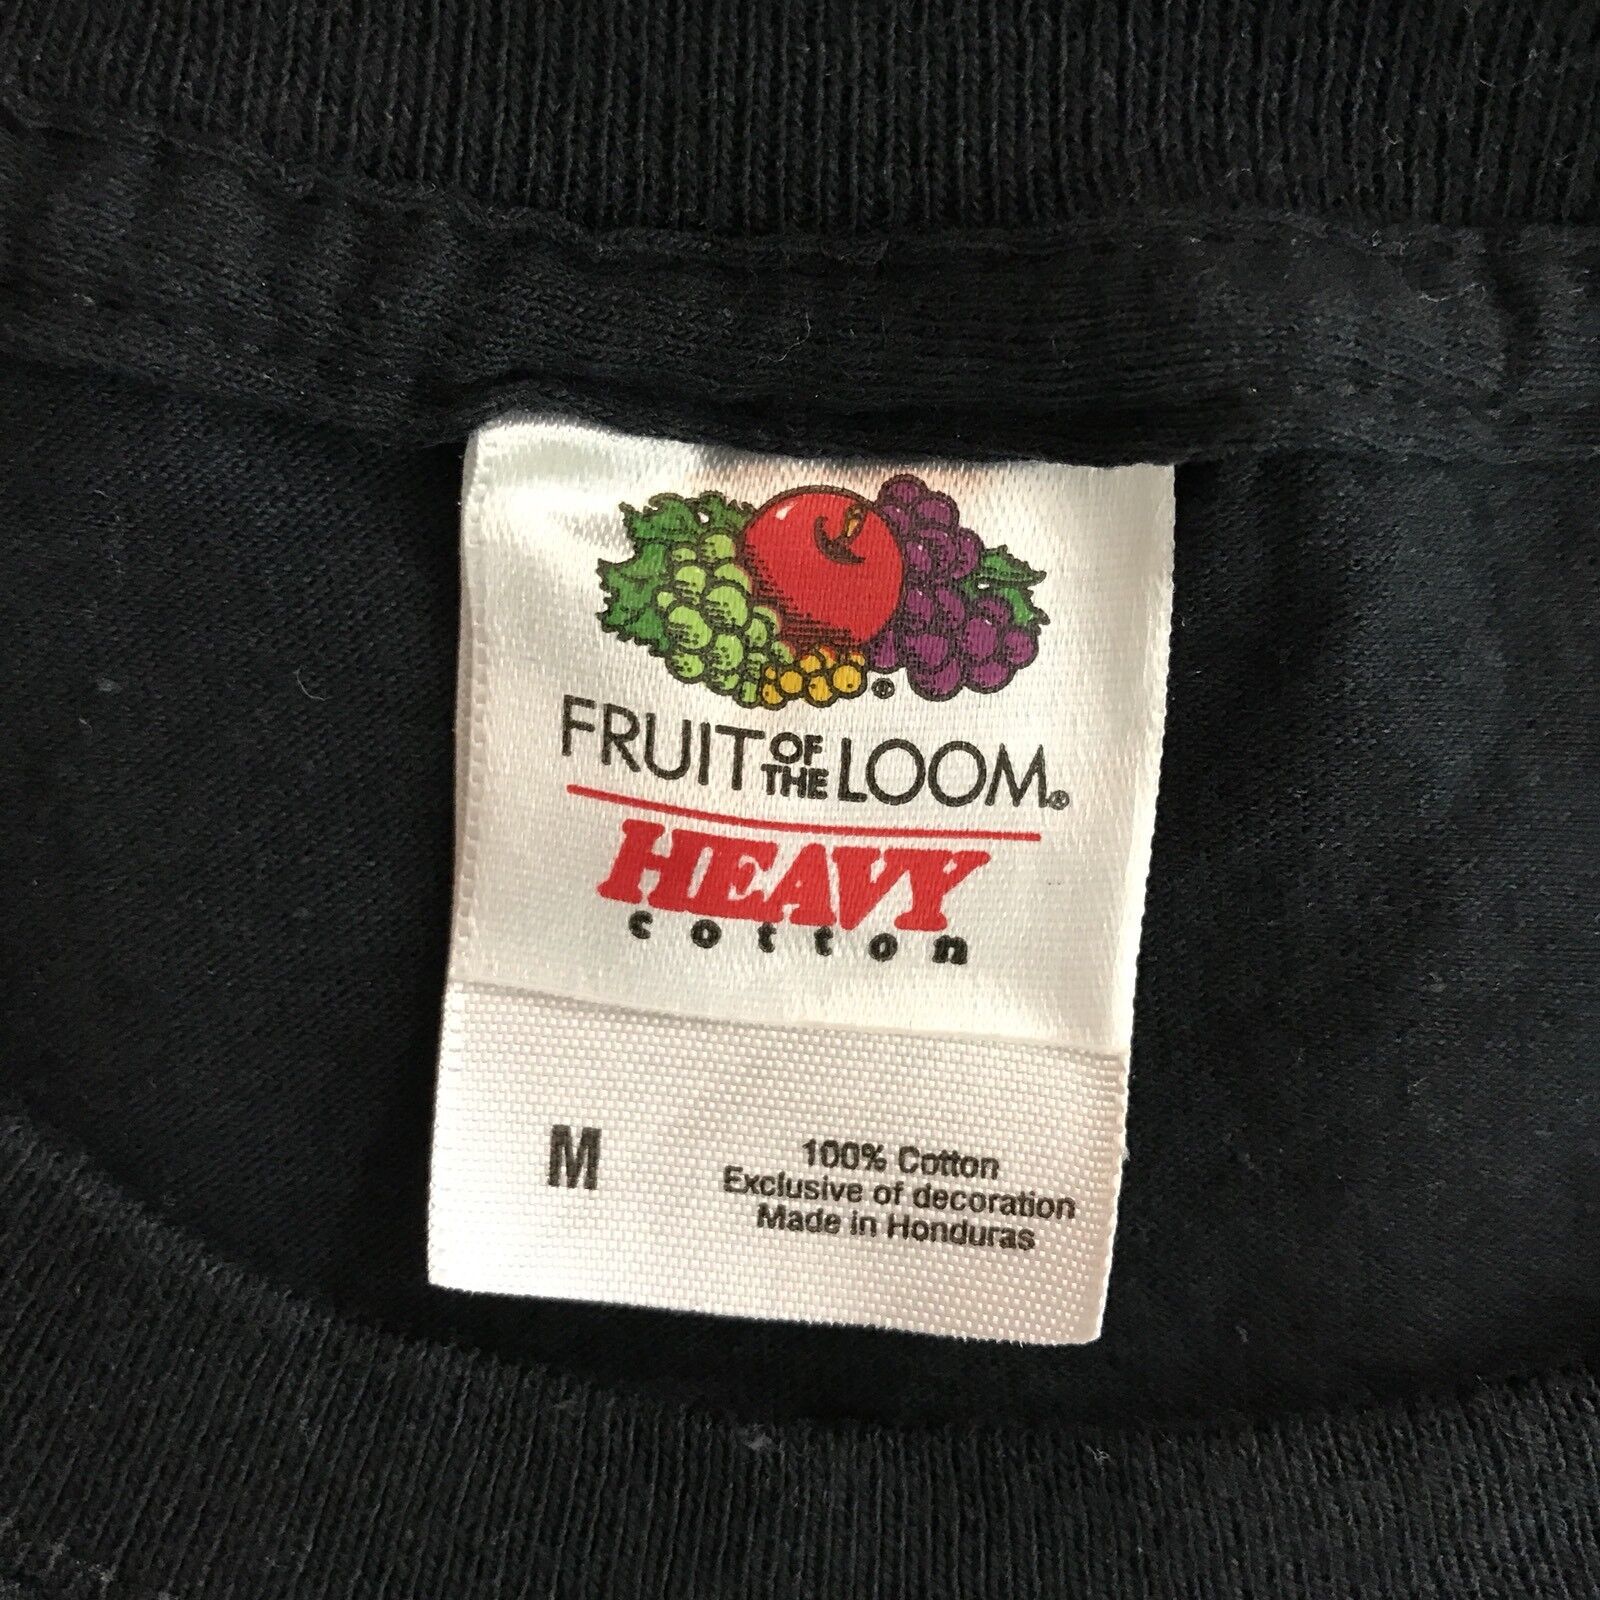 ®
FRUIT OF THE LOOM®
HEAVY
cotton
M
100% Cotton
Exclusive of decoration
Made in Honduras